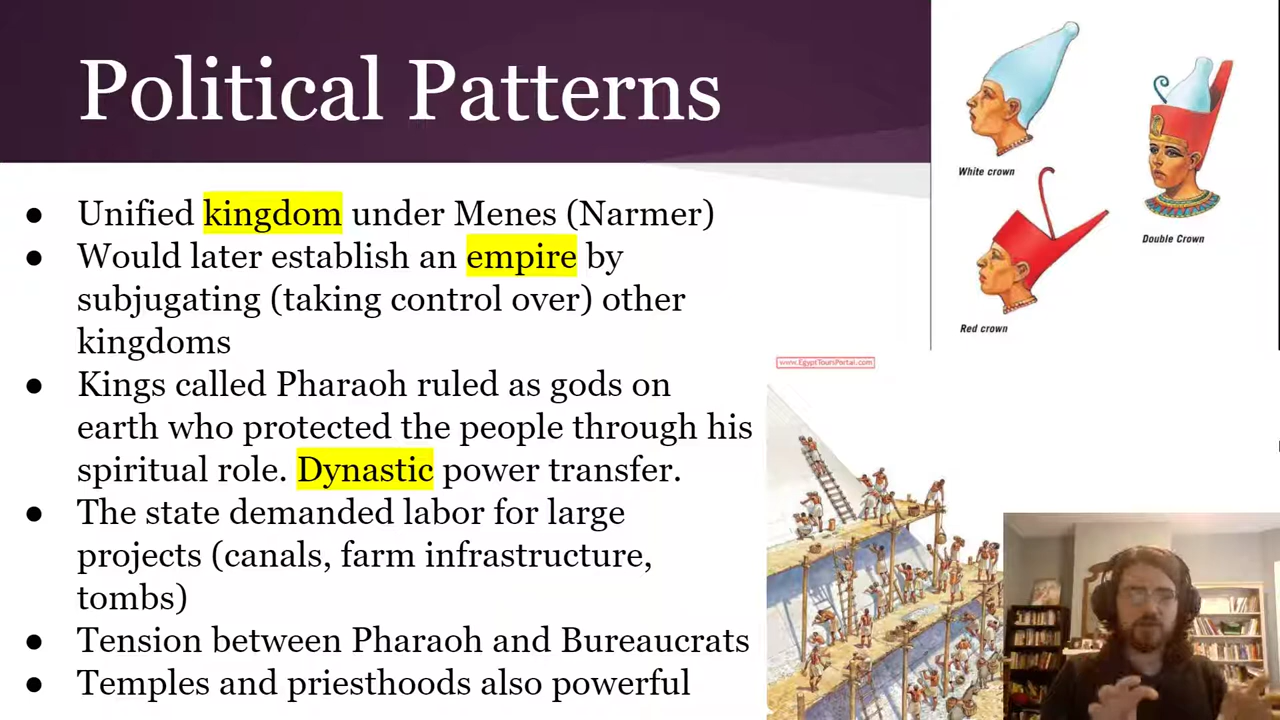 Political Patterns
● Unified kingdom under Menes (Narmer)
● Would later establish an empire by
subjugating (taking control over) other
kingdoms
● Kings called Pharaoh ruled as gods on
earth who protected the people through his
spiritual role. Dynastic power transfer.
● The state demanded labor for large
projects (canals, farm infrastructure,
tombs)
● Tension between Pharaoh and Bureaucrats
● Temples and priesthoods also powerful
White crown
Double Crown
Red crown
www.EgyptToursPortal.com